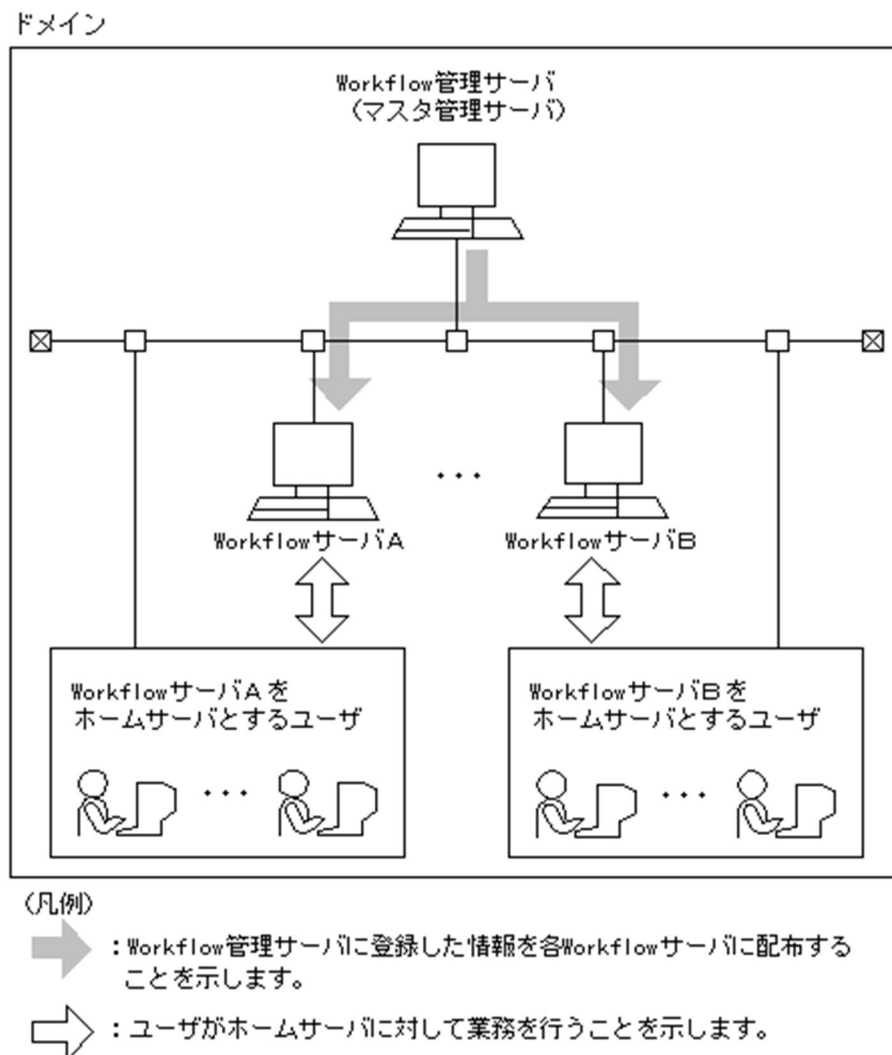 ドメイン
Workflow管理サーバ
(マスタ管理サーバ)
...
WorkflowサーバA
WorkflowサーバB
WorkflowサーバAを
ホームサーバとするユーザ
...
WorkflowサーバBを
ホームサーバとするユーザ
...
(凡例)
：Workflow管理サーバに登録した情報を各Workflowサーバに配布する
ことを示します。
：ユーザがホームサーバに対して業務を行うことを示します。